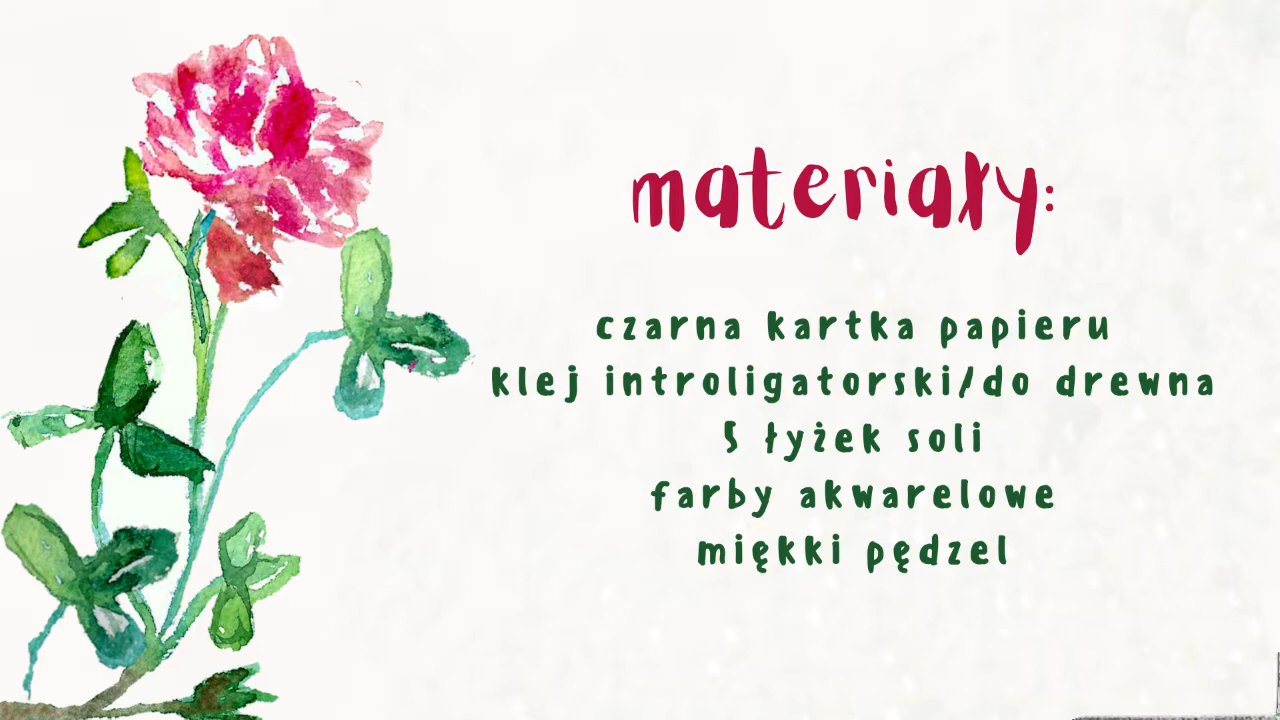 materiały:
czarna kartka papieru
klej introligatorski/do drewna
5 łyżek soli
farby akwarelowe
miękki pędzel